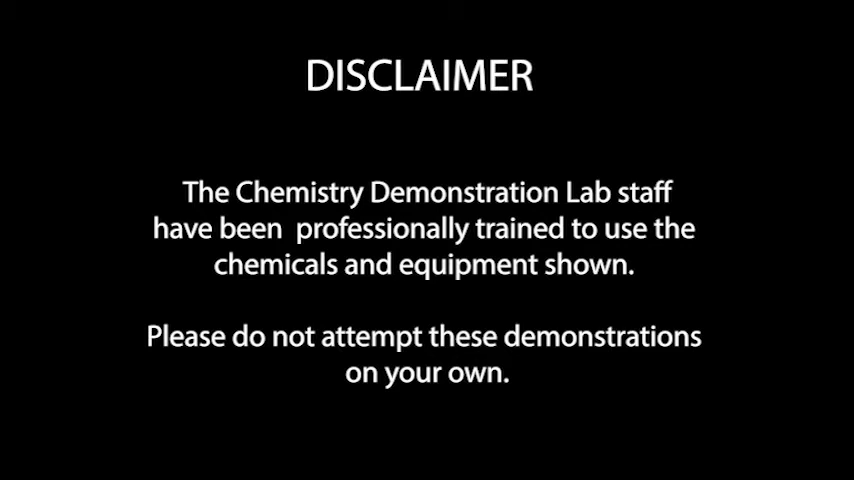 DISCLAIMER
The Chemistry Demonstration Lab staff
have been professionally trained to use the
chemicals and equipment shown.
Please do not attempt these demonstrations
on your own.